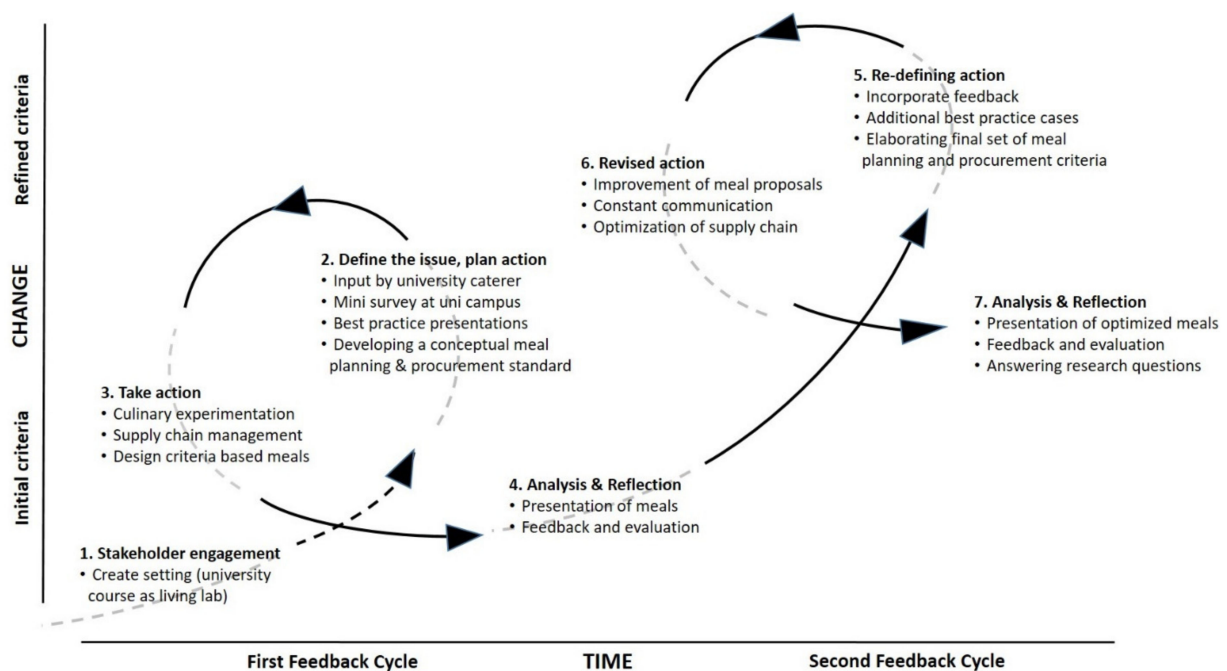 Refined criteria
CHANGE
Initial criteria
1. Stakeholder engagement
• Create setting (university
course as living lab)
2. Define the issue, plan action
• Input by university caterer
• Mini survey at uni campus
• Best practice presentations
• Developing a conceptual meal
planning & procurement standard
3. Take action
• Culinary experimentation
• Supply chain management
• Design criteria based meals
4. Analysis & Reflection
• Presentation of meals
• Feedback and evaluation
5. Re-defining action
• Incorporate feedback
• Additional best practice cases
• Elaborating final set of meal
planning and procurement criteria
6. Revised action
• Improvement of meal proposals
• Constant communication
• Optimization of supply chain
7. Analysis & Reflection
• Presentation of optimized meals
• Feedback and evaluation
• Answering research questions
First Feedback Cycle
TIME
Second Feedback Cycle